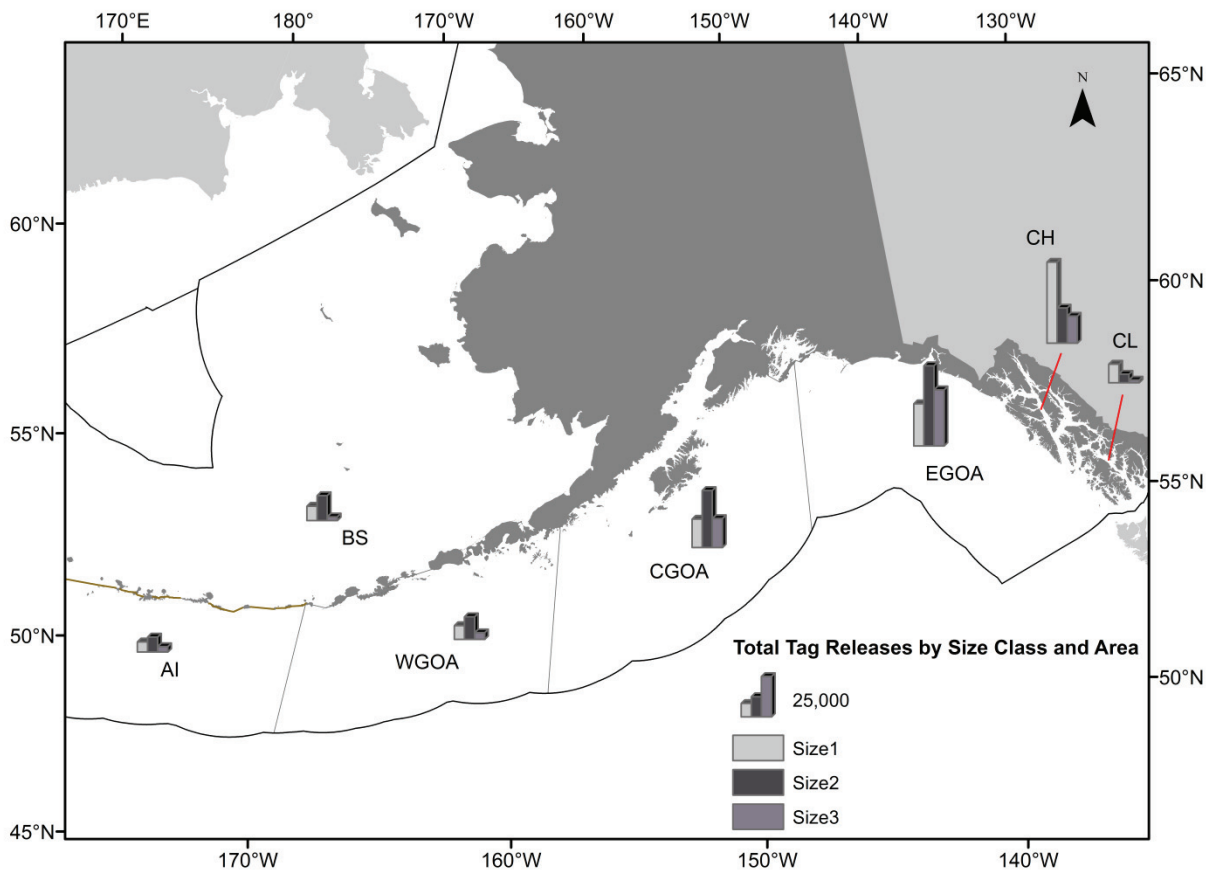 170°E 180° 170°W 160°W 150°W 140°W 130°W
N
65°N
60°N
CH
60°N
CL
55°N
EGOA
55°N
BS
CGOA
50°N
WGOA
AI
Total Tag Releases by Size Class and Area
50°N
25,000
Size1
Size2
Size3
45°N
170°W 160°W 150°W 140°W